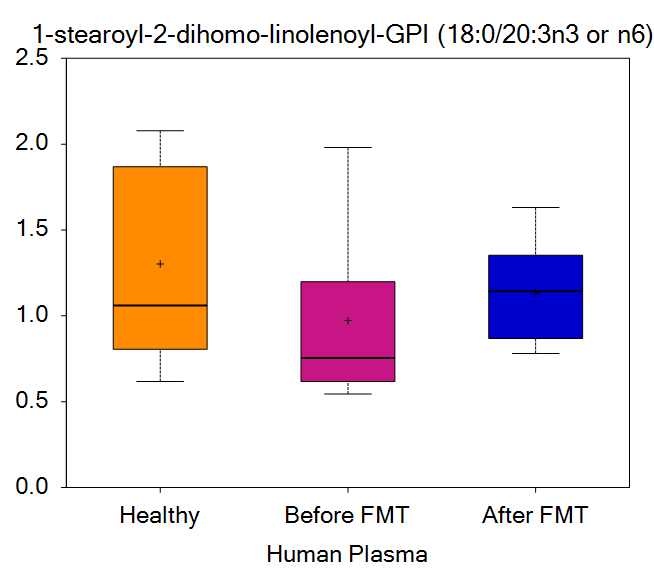 1-stearoyl-2-dihomo-linolenoyl-GPI (18:0/20:3n3 or n6)
2.5
2.0
1.5
1.0
0.5
0.0
Healthy Before FMT After FMT
Human Plasma